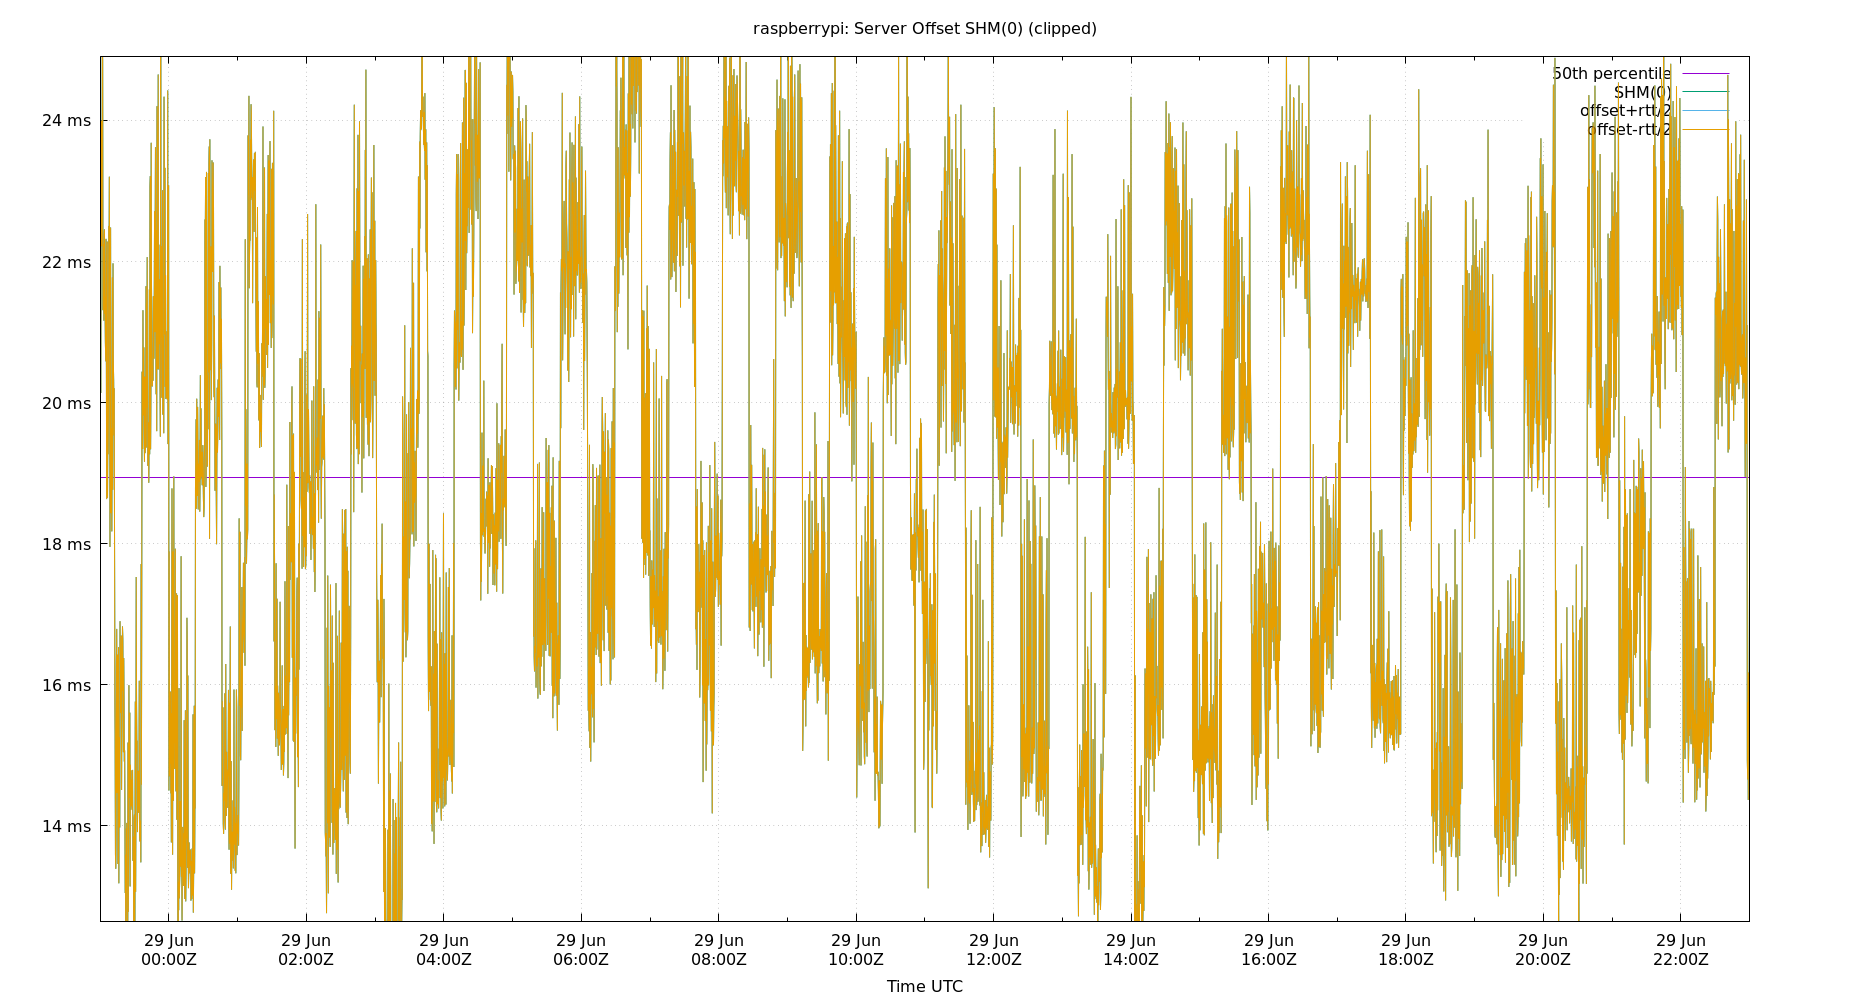 raspberrypi: Server Offset SHM(0) (clipped)
50th percentile
SHM(0)
offset+rtt/2
offset-rtt/2
24 ms
22 ms
20 ms
18 ms
16 ms
14 ms
29 Jun 29 Jun 29 Jun 29 Jun 29 Jun 29 Jun 29 Jun 29 Jun 29 Jun 29 Jun 29 Jun 29 Jun
00:00Z 02:00Z 04:00Z 06:00Z 08:00Z 10:00Z 12:00Z 14:00Z 16:00Z 18:00Z 20:00Z 22:00Z
Time UTC